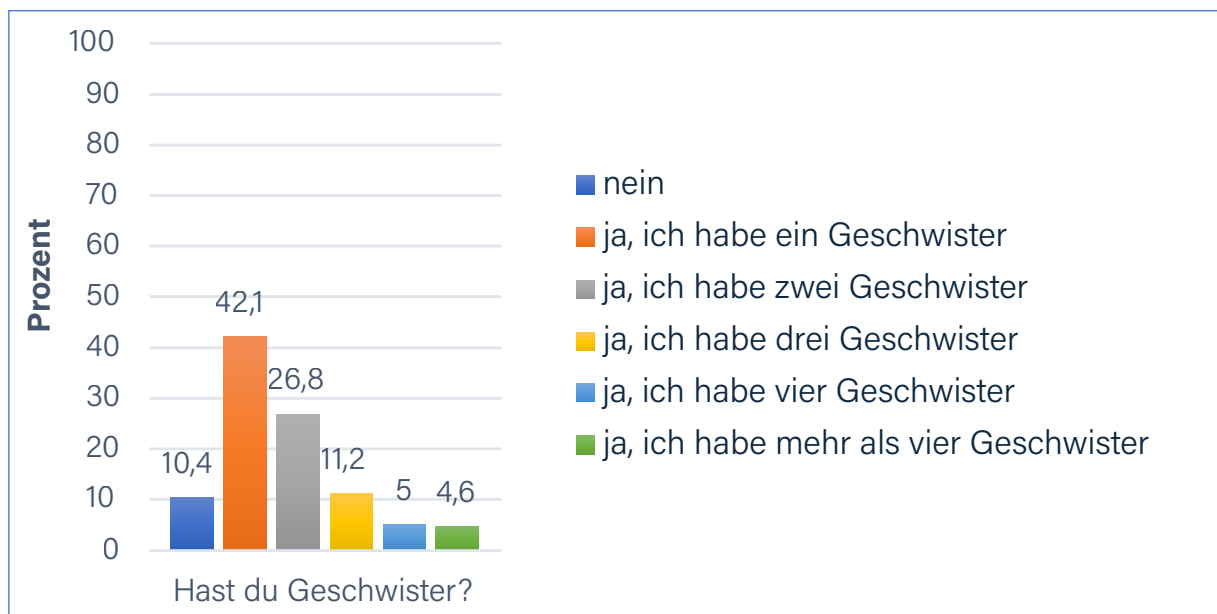 100
90
80
70
60
50
40
30
20
10
0
Prozent
10,4
42,1
26,8
11,2
5
4,6
Hast du Geschwister?
nein
ja, ich habe ein Geschwister
ja, ich habe zwei Geschwister
ja, ich habe drei Geschwister
ja, ich habe vier Geschwister
ja, ich habe mehr als vier Geschwister